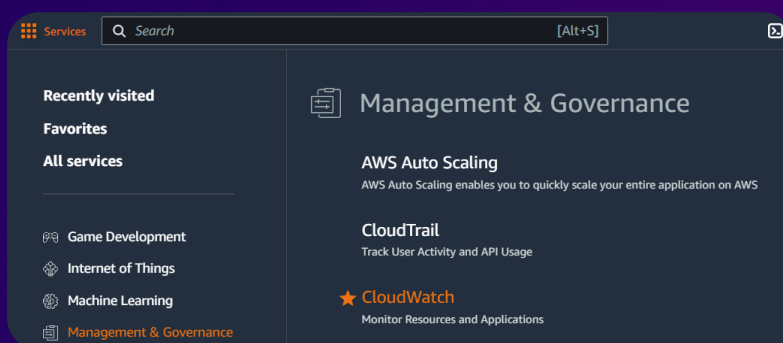 Services
Search [Alt+S]
Recently visited
Favorites
All services
Game Development
Internet of Things
Machine Learning
Management & Governance
Management & Governance
AWS Auto Scaling
AWS Auto Scaling enables you to quickly scale your entire application on AWS
CloudTrail
Track User Activity and API Usage
CloudWatch
Monitor Resources and Applications